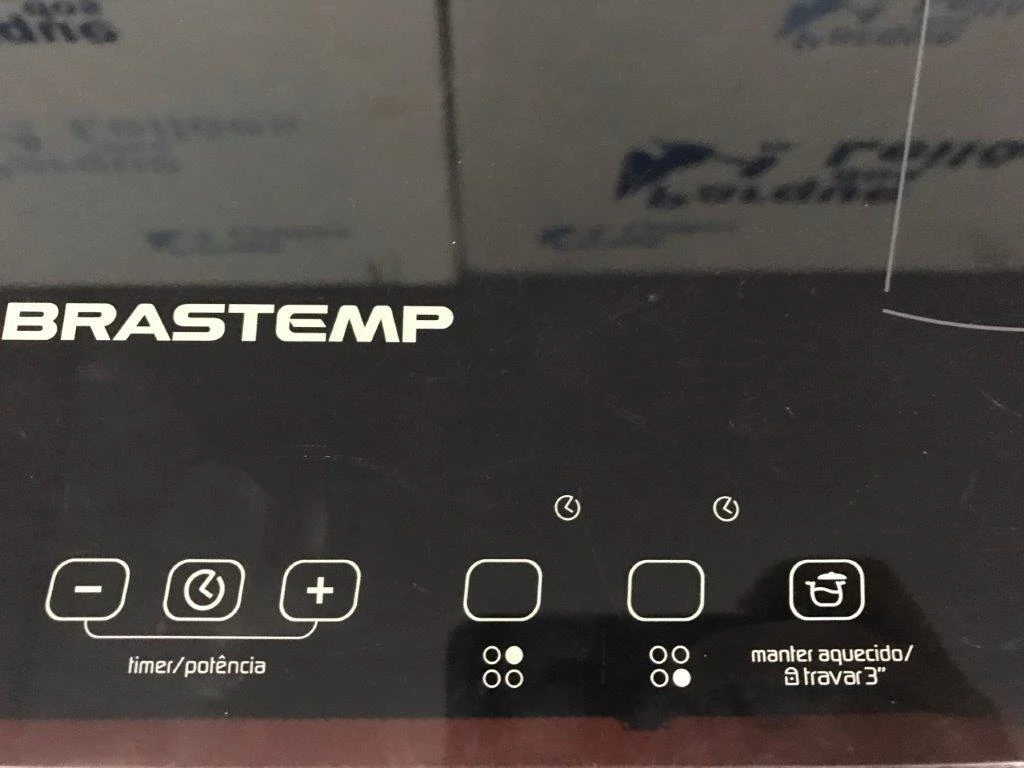 BRASTEMP
timer/potência
manter aquecido/
travar 3"